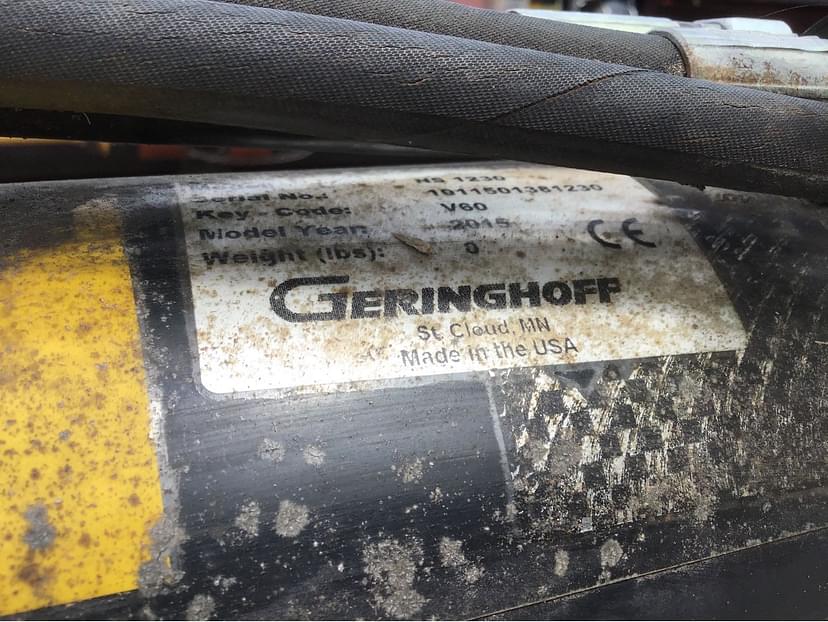 NS 1230
Serial No.: 1911501381230
Key - Code: V60
Model Year: 2015
Weight (lbs): 0
CE
GERINGHOFF
St. Cloud, MN
Made in the USA